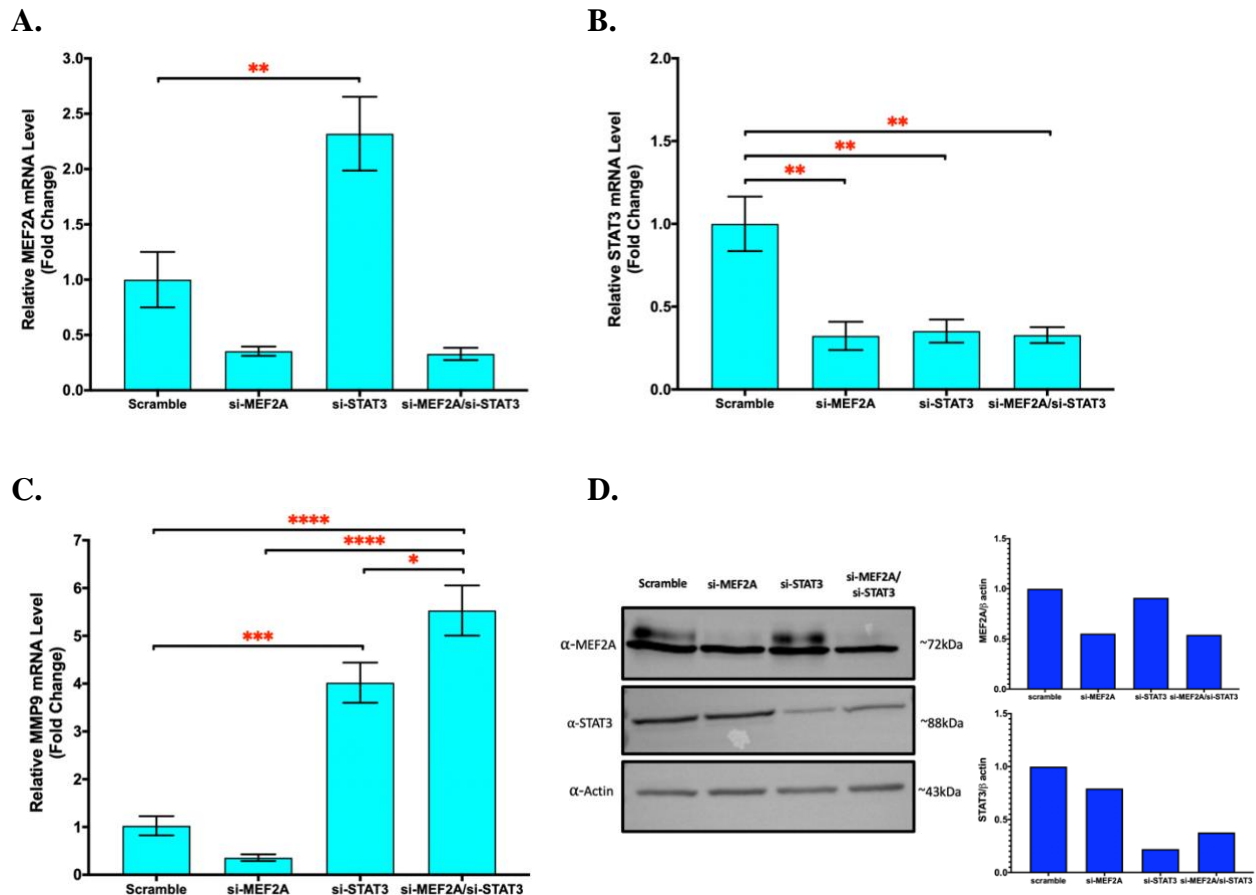 A.
Relative MEF2A mRNA Level
(Fold Change)
3.0
2.5
2.0
1.5
1.0
0.5
0.0
**
Scramble
si-MEF2A
si-STAT3
si-MEF2A/si-STAT3
B.
Relative STAT3 mRNA Level
(Fold Change)
2.0
1.5
1.0
0.5
0.0
**
**
**
Scramble
si-MEF2A
si-STAT3
si-MEF2A/si-STAT3
C.
Relative MMP9 mRNA Level
(Fold Change)
7
6
5
4
3
2
1
0
****
****
*
***
Scramble
si-MEF2A
si-STAT3
si-MEF2A/si-STAT3
D.
Scramble
si-MEF2A
si-STAT3
si-MEF2A/
si-STAT3
α-MEF2A
~72kDa
α-STAT3
~88kDa
α-Actin
~43kDa
MEF2A/β actin
1.5
1.0
0.5
0.0
scramble
si-MEF2A
si-STAT3
si-MEF2A/si-STAT3
STAT3/β actin
1.5
1.0
0.5
0.0
scramble
si-MEF2A
si-STAT3
si-MEF2A/si-STAT3